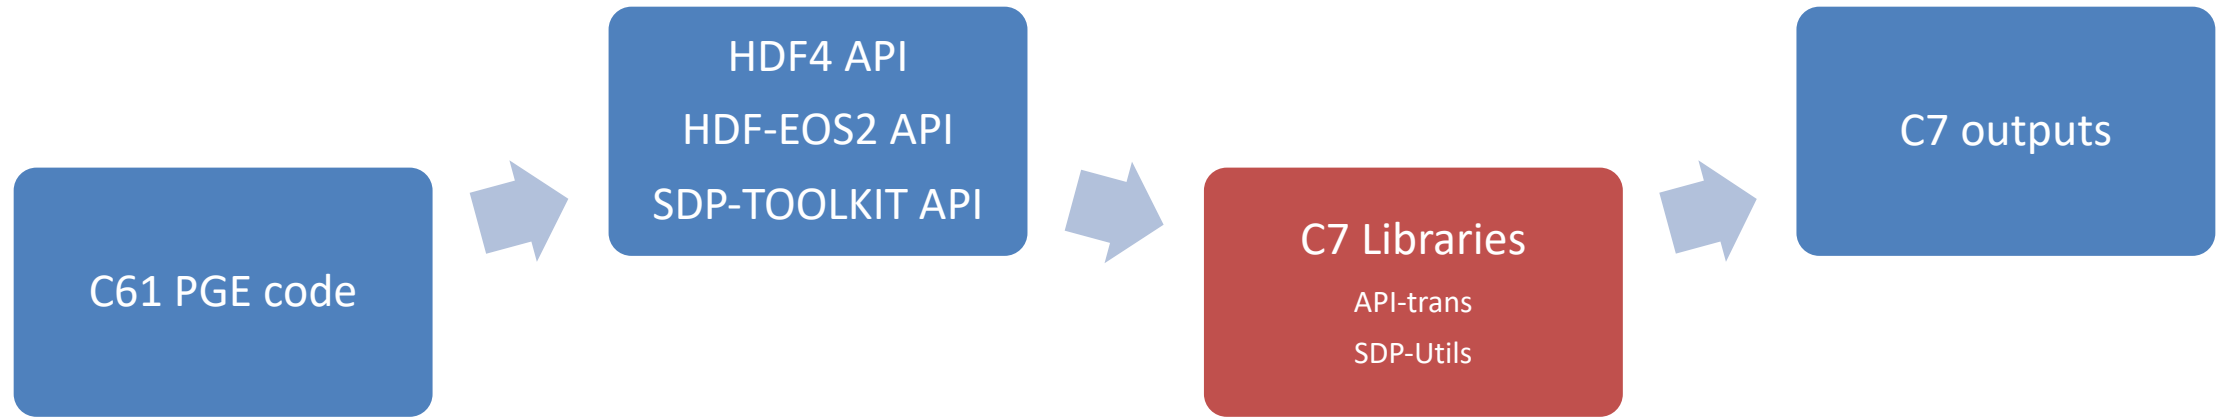 C61 PGE code
HDF4 API
HDF-EOS2 API
SDP-TOOLKIT API
C7 Libraries
API-trans
SDP-Utils
C7 outputs